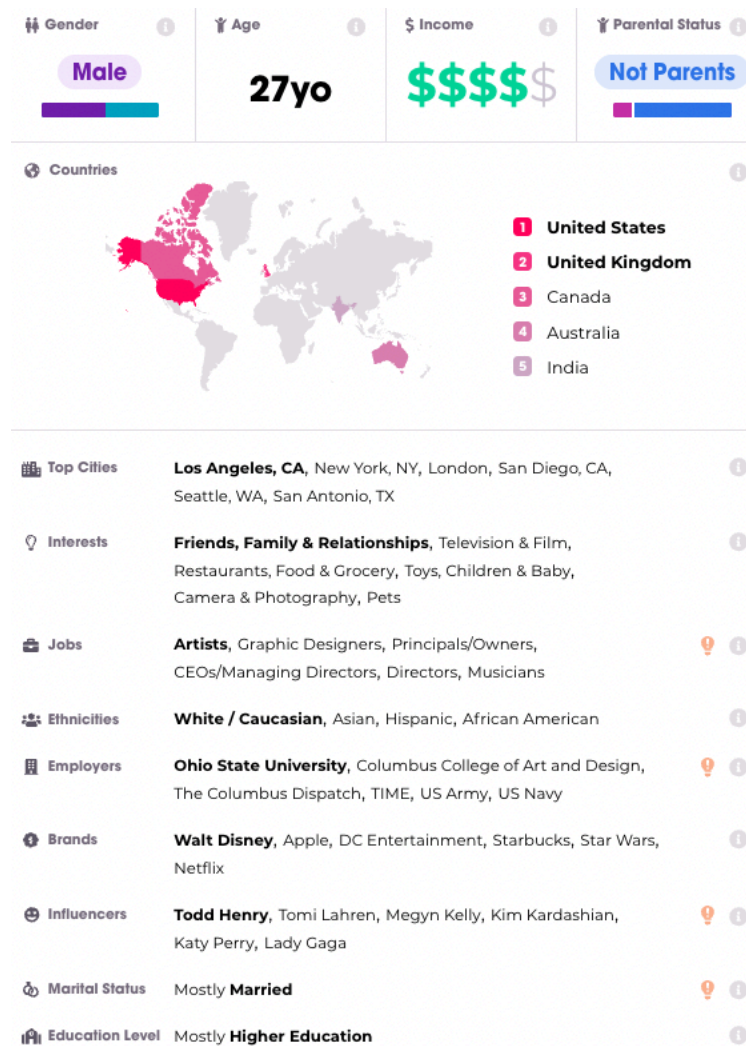 Gender
Age
$ Income
Parental Status
Male
27yo
$$$$$
Not Parents
Countries
1 United States
2 United Kingdom
3 Canada
4 Australia
5 India
Top Cities
Los Angeles, CA, New York, NY, London, San Diego, CA,
Seattle, WA, San Antonio, TX
Interests
Friends, Family & Relationships, Television & Film,
Restaurants, Food & Grocery, Toys, Children & Baby,
Camera & Photography, Pets
Jobs
Artists, Graphic Designers, Principals/Owners,
CEOs/Managing Directors, Directors, Musicians
Ethnicities
White / Caucasian, Asian, Hispanic, African American
Employers
Ohio State University, Columbus College of Art and Design,
The Columbus Dispatch, TIME, US Army, US Navy
Brands
Walt Disney, Apple, DC Entertainment, Starbucks, Star Wars,
Netflix
Influencers
Todd Henry, Tomi Lahren, Megyn Kelly, Kim Kardashian,
Katy Perry, Lady Gaga
Marital Status
Mostly Married
Education Level
Mostly Higher Education